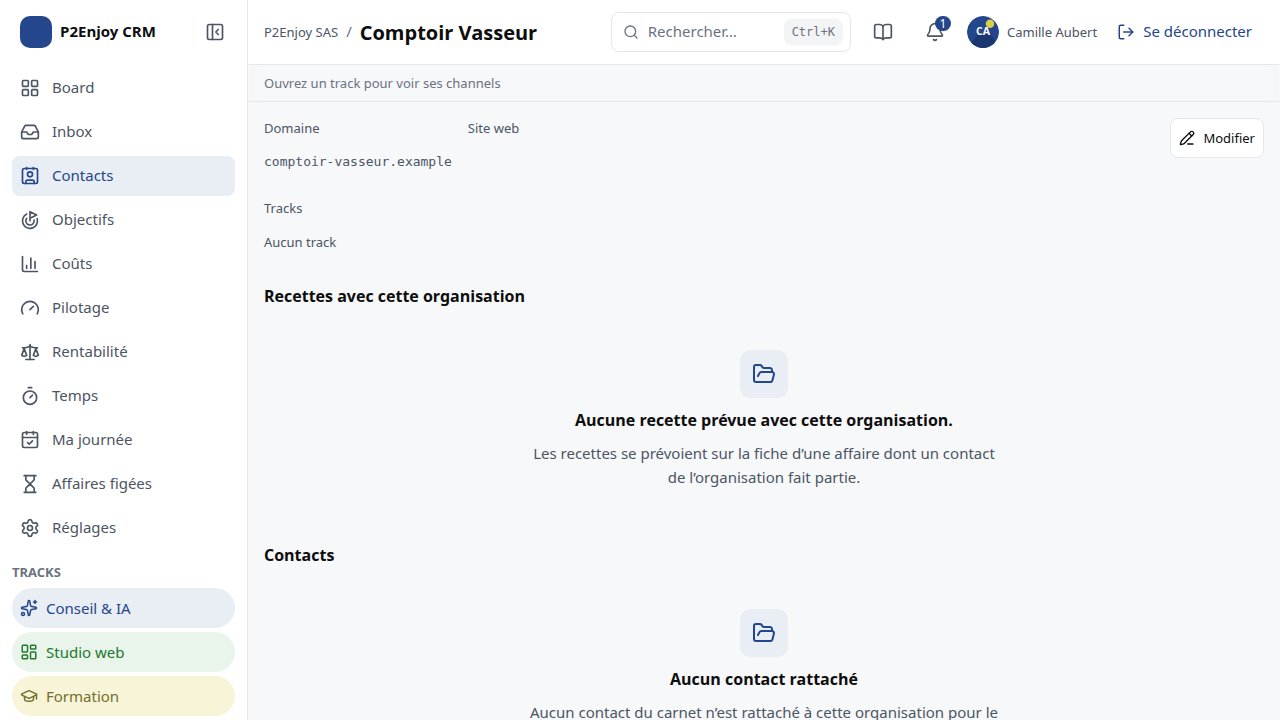 P2Enjoy CRM
Board
Inbox
Contacts
Objectifs
Coûts
Pilotage
Rentabilité
Temps
Ma journée
Affaires figées
Réglages
TRACKS
Conseil & IA
Studio web
Formation
P2Enjoy SAS / Comptoir Vasseur
Rechercher... Ctrl+K
1
CA Camille Aubert
Se déconnecter
Ouvrez un track pour voir ses channels
Domaine Site web
comptoir-vasseur.example
Modifier
Tracks
Aucun track
Recettes avec cette organisation
Aucune recette prévue avec cette organisation.
Les recettes se prévoient sur la fiche d’une affaire dont un contact
de l’organisation fait partie.
Contacts
Aucun contact rattaché
Aucun contact du carnet n’est rattaché à cette organisation pour le